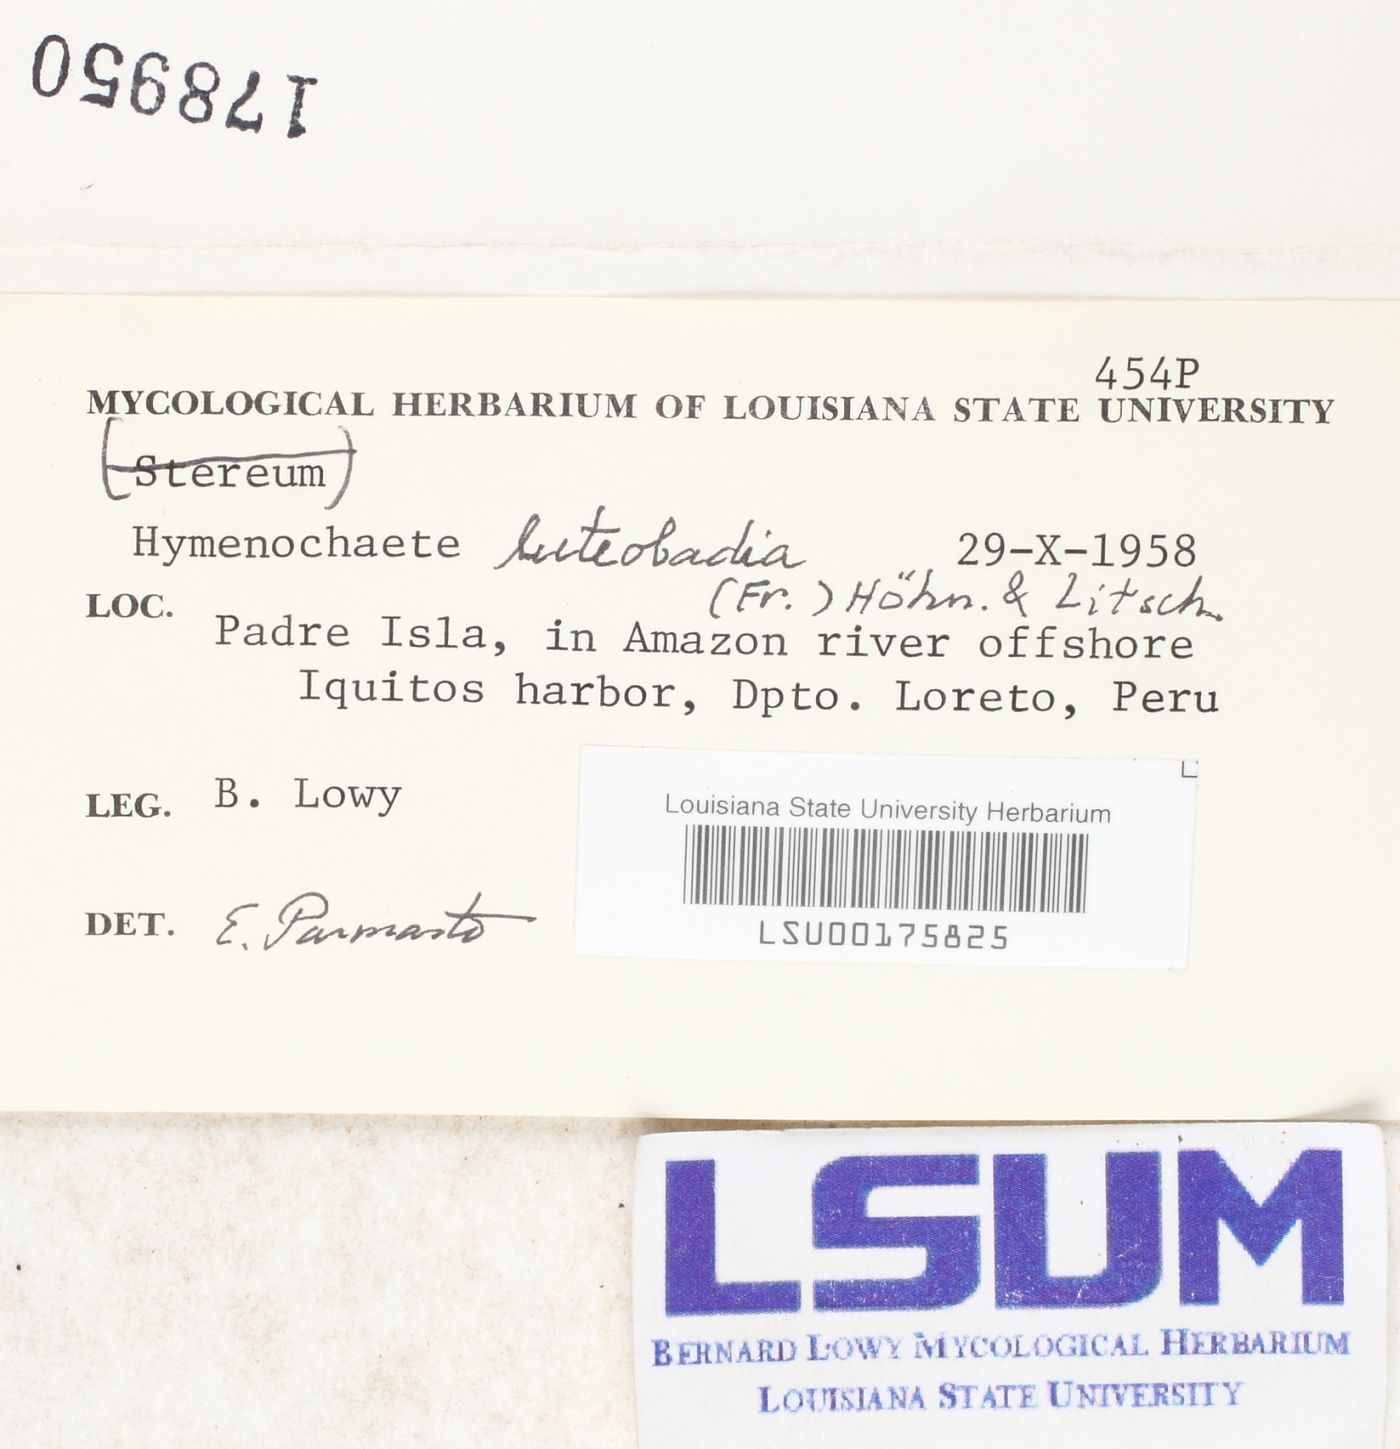 178950
454P
MYCOLOGICAL HERBARIUM OF LOUISIANA STATE UNIVERSITY
(Stereum)
Hymenochaete luteobadia 29-X-1958
(Fr.) Höhn. & Litsch.
LOC. Padre Isla, in Amazon river offshore
Iquitos harbor, Dpto. Loreto, Peru
LEG. B. Lowy
Louisiana State University Herbarium
LSU00175825
DET. E. Parmasto
LSUM
BERNARD LOWY MYCOLOGICAL HERBARIUM
LOUISIANA STATE UNIVERSITY